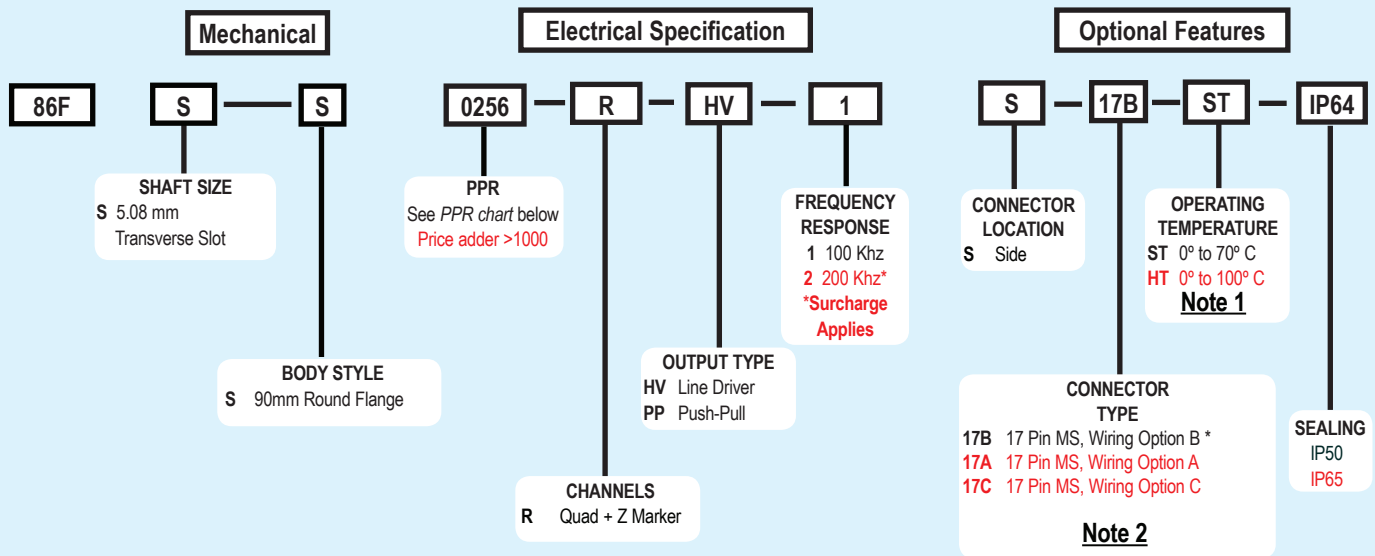 Mechanical
Electrical Specification
Optional Features
86F
S
S
0256
R
HV
1
S
17B
ST
IP64
SHAFT SIZE
S 5.08 mm
Transverse Slot
BODY STYLE
S 90mm Round Flange
PPR
See PPR chart below
Price adder >1000
CHANNELS
R Quad + Z Marker
OUTPUT TYPE
HV Line Driver
PP Push-Pull
FREQUENCY
RESPONSE
1 100 Khz
2 200 Khz*
*Surcharge
Applies
CONNECTOR
LOCATION
S Side
CONNECTOR
TYPE
17B 17 Pin MS, Wiring Option B *
17A 17 Pin MS, Wiring Option A
17C 17 Pin MS, Wiring Option C
Note 2
OPERATING
TEMPERATURE
ST 0º to 70º C
HT 0º to 100º C
Note 1
SEALING
IP50
IP65